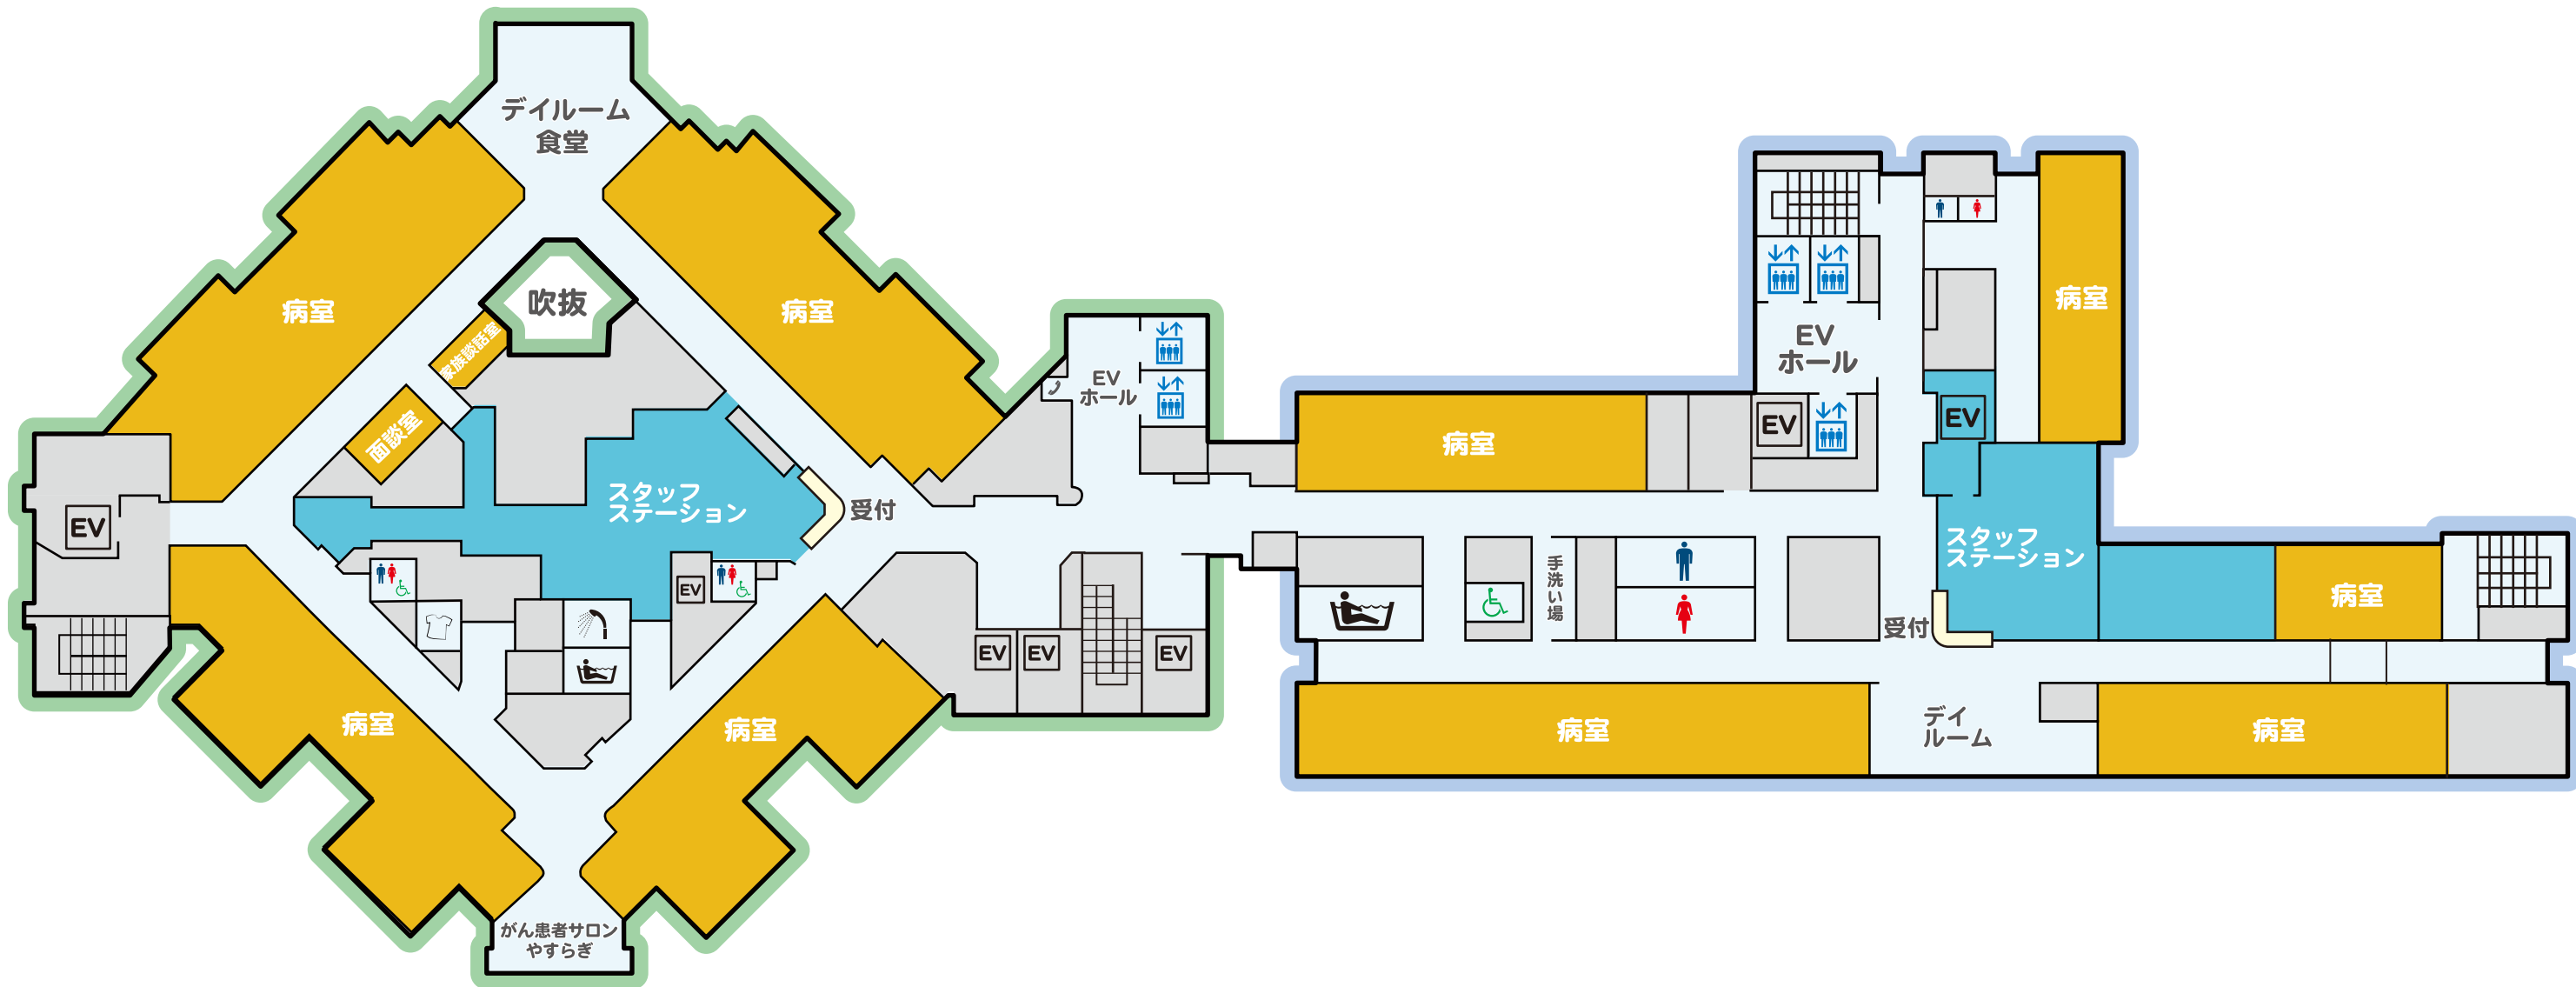 デイルーム
食堂
病室
病室
吹抜
家族談話室
面談室
スタッフ
ステーション
受付
EV
EV
病室
病室
がん患者サロン
やすらぎ
EV
ホール
EV
EV
EV
病室
EV
ホール
EV
EV
病室
手洗い場
スタッフ
ステーション
受付
病室
病室
デイ
ルーム
病室